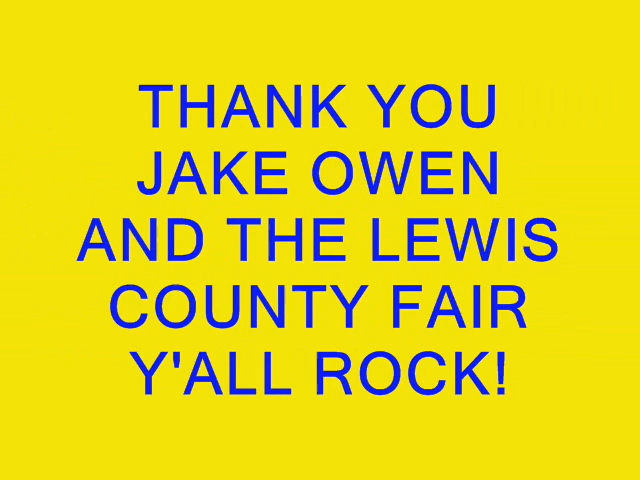 THANK YOU
JAKE OWEN
AND THE LEWIS
COUNTY FAIR
Y'ALL ROCK!